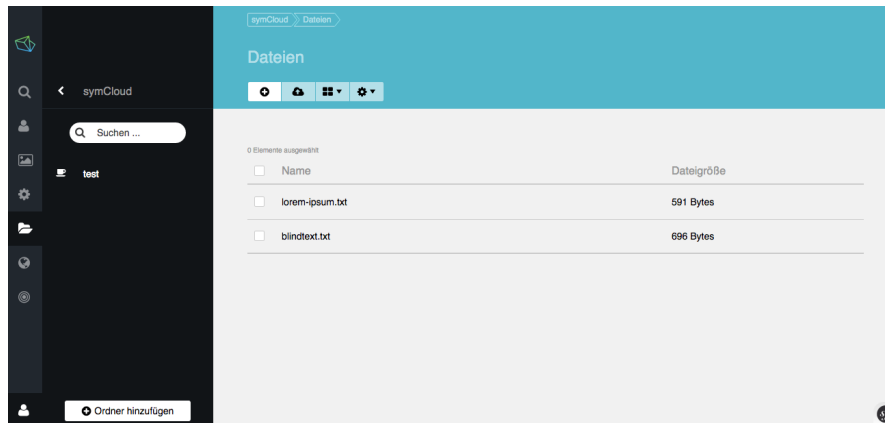 symCloud Dateien
Dateien
symCloud
Suchen ...
test
0 Elemente ausgewählt
Name Dateigröße
lorem-ipsum.txt 591 Bytes
blindtext.txt 696 Bytes
Ordner hinzufügen